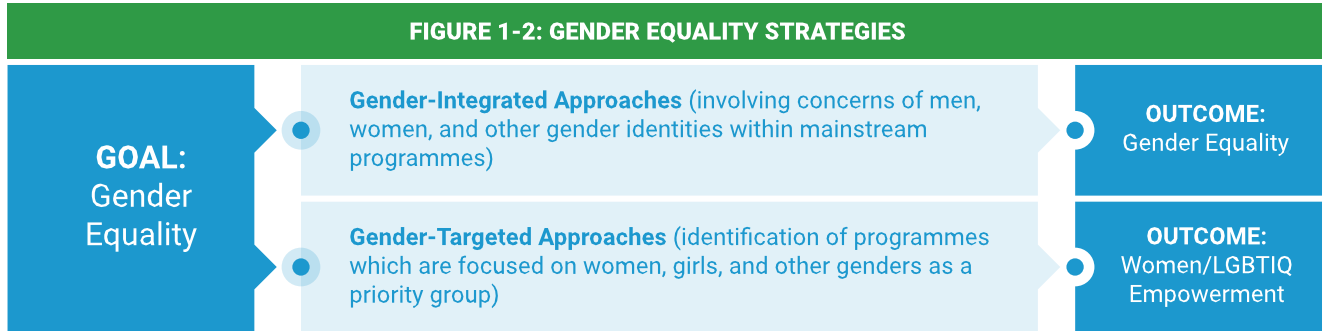 FIGURE 1-2: GENDER EQUALITY STRATEGIES
GOAL:
Gender
Equality
Gender-Integrated Approaches (involving concerns of men,
women, and other gender identities within mainstream
programmes)
OUTCOME:
Gender Equality
Gender-Targeted Approaches (identification of programmes
which are focused on women, girls, and other genders as a
priority group)
OUTCOME:
Women/LGBTIQ
Empowerment